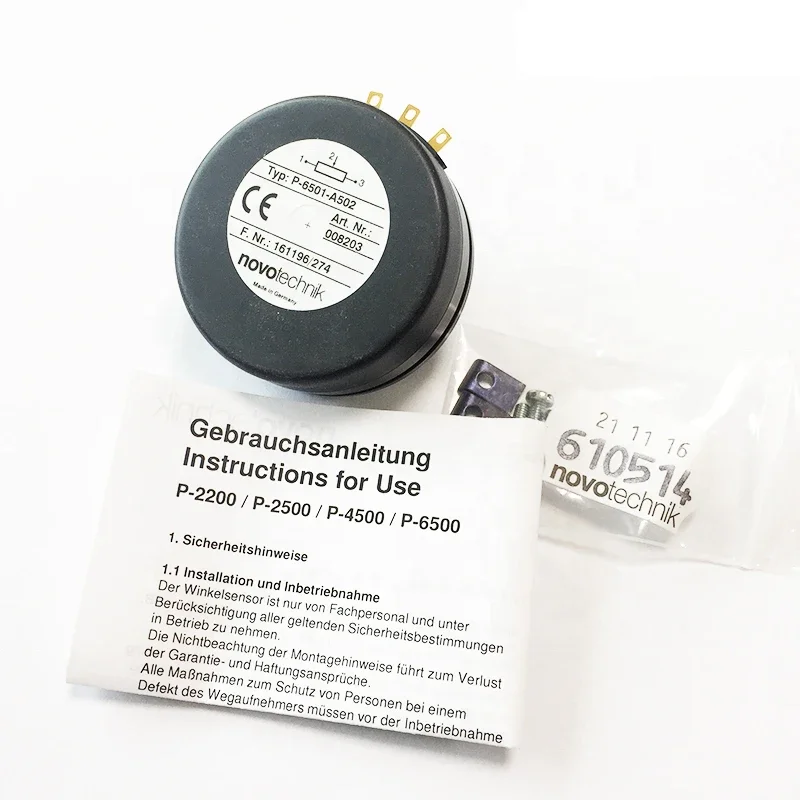 1
2
3
Typ: P-6501-A502
CE
Art. Nr.:
008203
F. Nr.: 161196/274
novotechnik
Made in Germany
21 11 16
610514
novotechnik
Gebrauchsanleitung
Instructions for Use
P-2200 / P-2500 / P-4500 / P-6500
1. Sicherheitshinweise
1.1 Installation und Inbetriebnahme
Der Winkelsensor ist nur von Fachpersonal und unter
Berücksichtigung aller geltenden Sicherheitsbestimmungen
in Betrieb zu nehmen.
Die Nichtbeachtung der Montagehinweise führt zum Verlust
der Garantie- und Haftungsansprüche.
Alle Maßnahmen zum Schutz von Personen bei einem
Defekt des Wegaufnehmers müssen vor der Inbetriebnahme